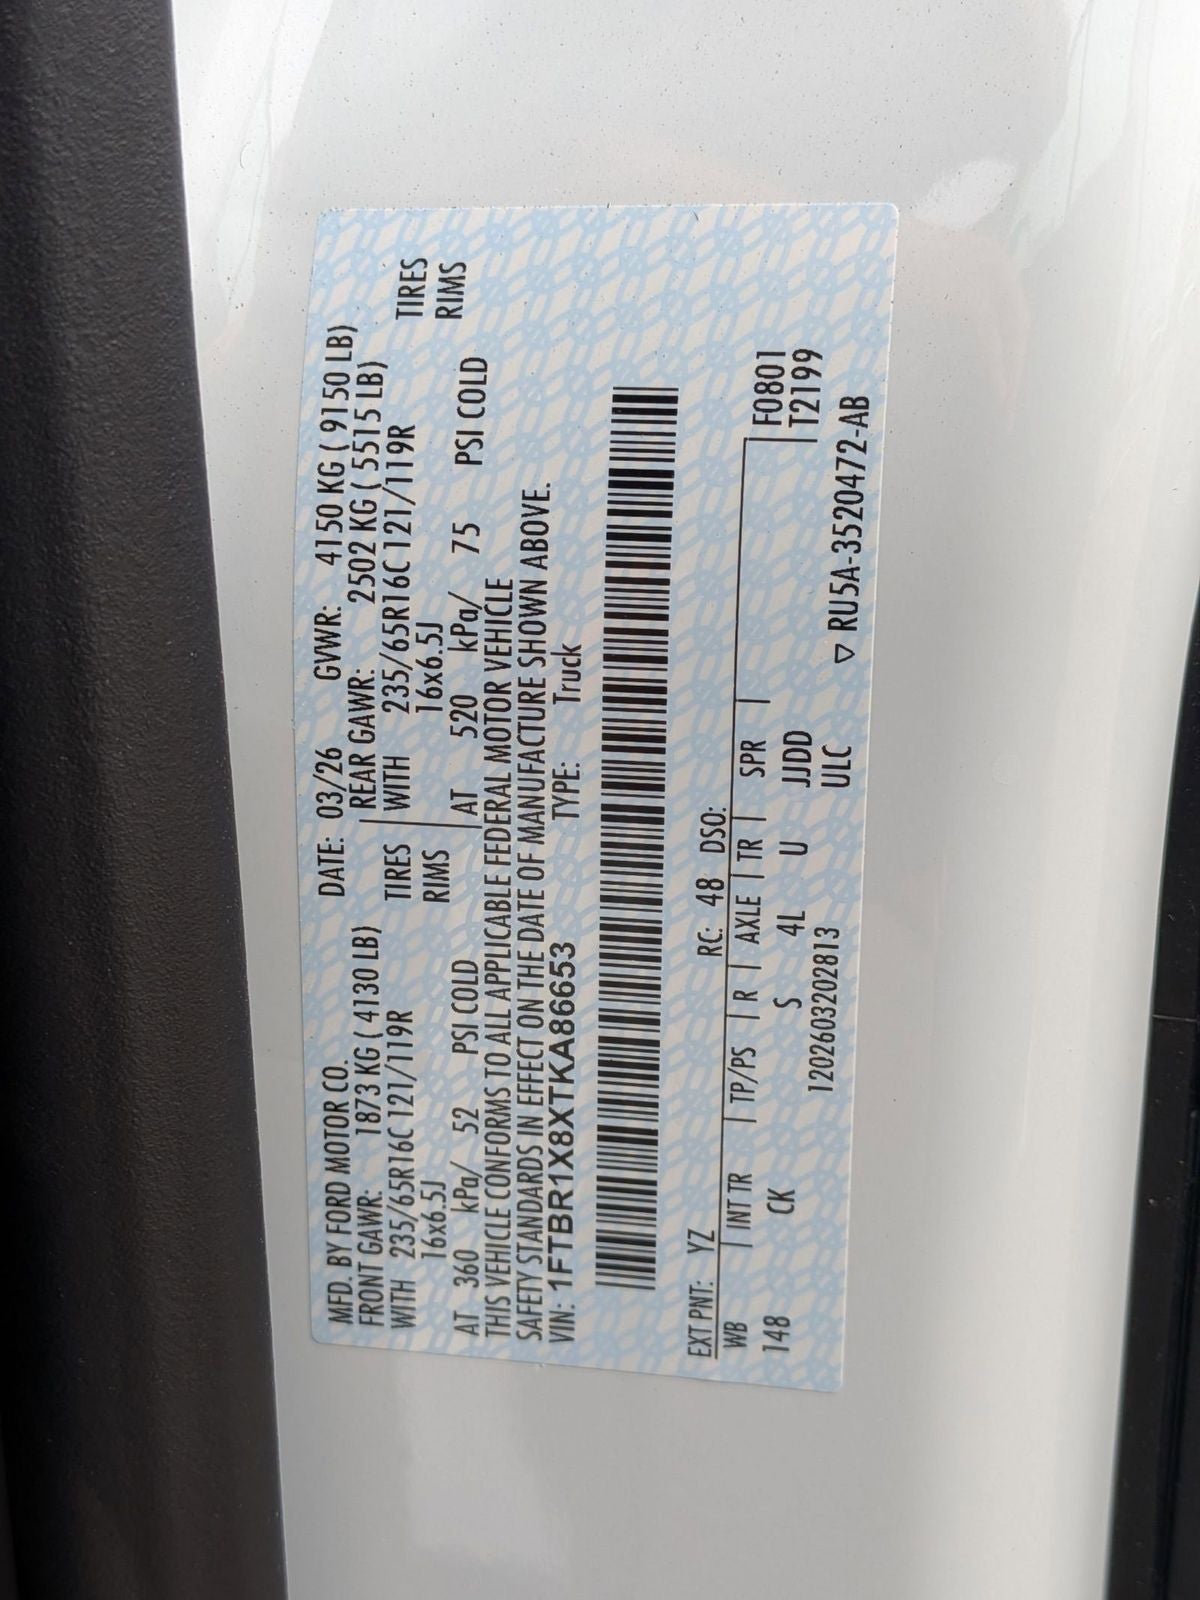 MFD. BY FORD MOTOR CO. DATE: 03/26 GVWR: 4150 KG ( 9150 LB)
FRONT GAWR: 1873 KG ( 4130 LB) REAR GAWR: 2502 KG ( 5515 LB)
WITH 235/65R16C 121/119R TIRES WITH 235/65R16C 121/119R TIRES
16x6.5J RIMS 16x6.5J RIMS
AT 360 kPa/ 52 PSI COLD AT 520 kPa/ 75 PSI COLD
THIS VEHICLE CONFORMS TO ALL APPLICABLE FEDERAL MOTOR VEHICLE
SAFETY STANDARDS IN EFFECT ON THE DATE OF MANUFACTURE SHOWN ABOVE.
VIN: 1FTBR1X8XTKA86653 TYPE: Truck
EXT PNT: YZ RC: 48 DSO:
WB INT TR TP/PS R AXLE TR SPR F0801
148 CK S 4L U JJDD T2199
1202603202813 ULC
▽ RU5A-3520472-AB